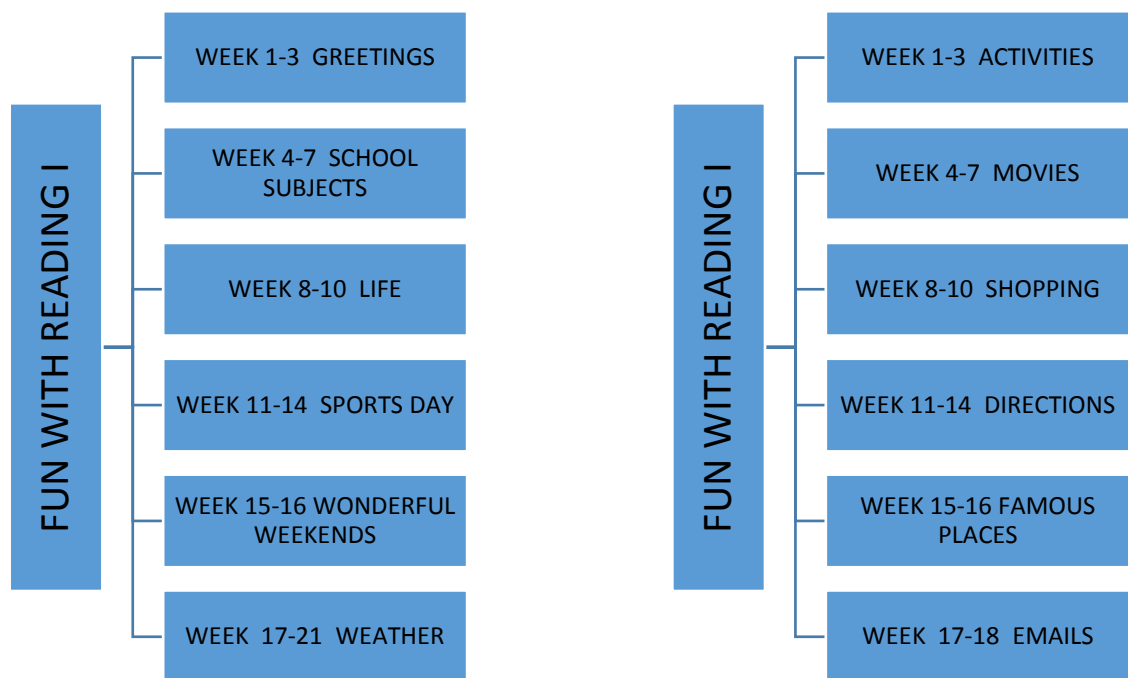 FUN WITH READING I
WEEK 1-3 GREETINGS
WEEK 4-7 SCHOOL
SUBJECTS
WEEK 8-10 LIFE
WEEK 11-14 SPORTS DAY
WEEK 15-16 WONDERFUL
WEEKENDS
WEEK 17-21 WEATHER
FUN WITH READING I
WEEK 1-3 ACTIVITIES
WEEK 4-7 MOVIES
WEEK 8-10 SHOPPING
WEEK 11-14 DIRECTIONS
WEEK 15-16 FAMOUS
PLACES
WEEK 17-18 EMAILS